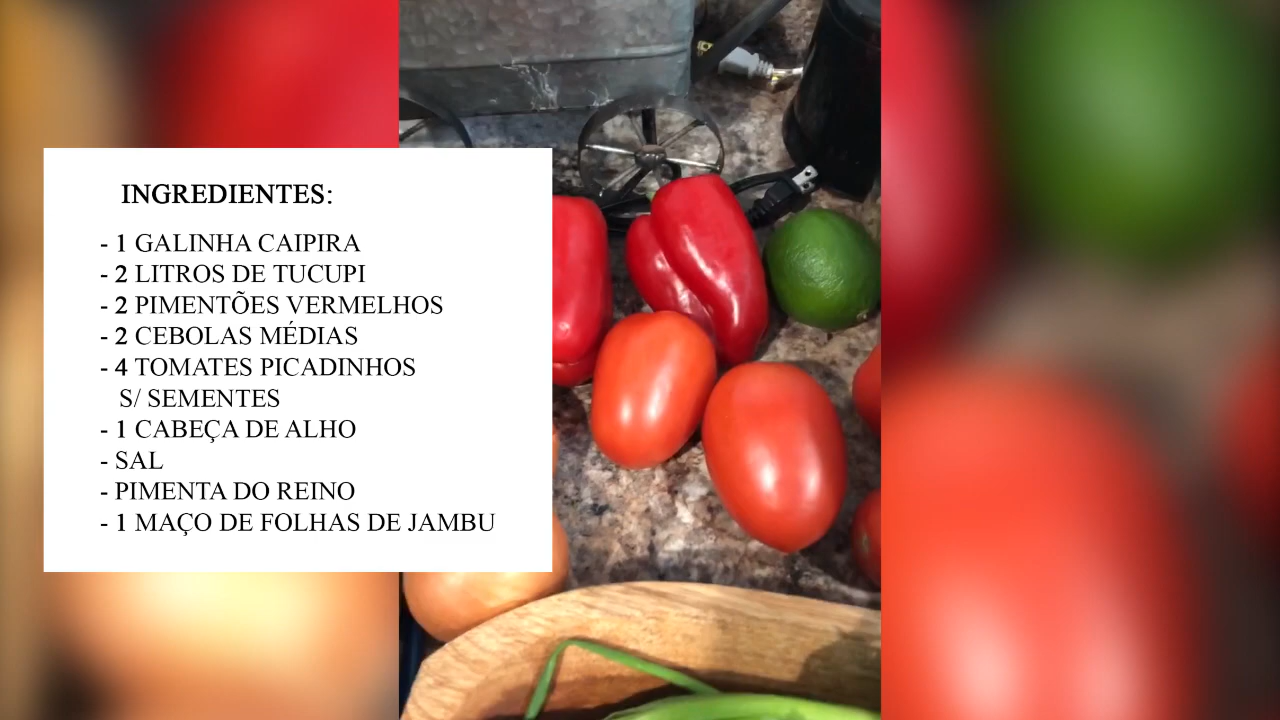 INGREDIENTES:
- 1 GALINHA CAIPIRA
- 2 LITROS DE TUCUPI
- 2 PIMENTÕES VERMELHOS
- 2 CEBOLAS MÉDIAS
- 4 TOMATES PICADINHOS
S/ SEMENTES
- 1 CABEÇA DE ALHO
- SAL
- PIMENTA DO REINO
- 1 MAÇO DE FOLHAS DE JAMBU